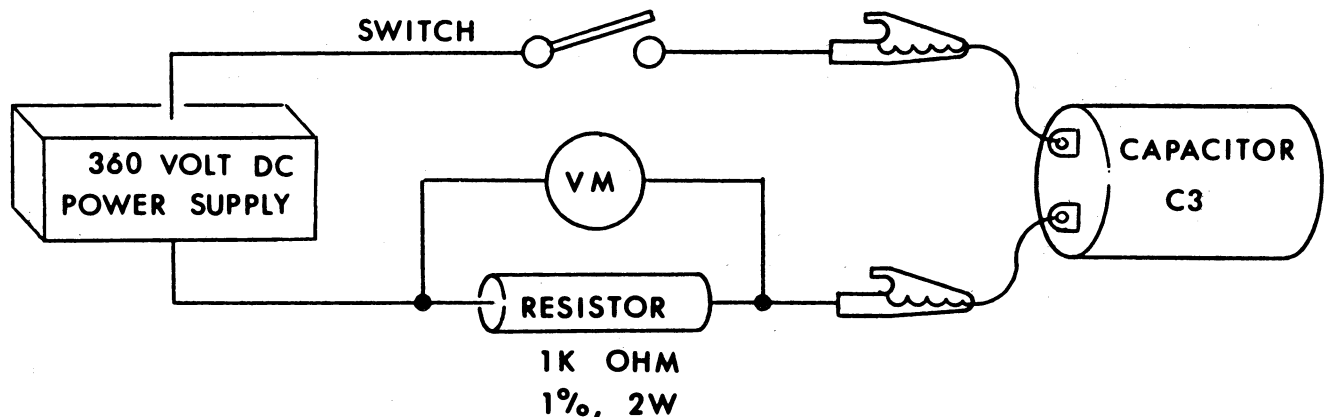 SWITCH
360 VOLT DC
POWER SUPPLY
VM
CAPACITOR
C3
RESISTOR
1K OHM
1%, 2W